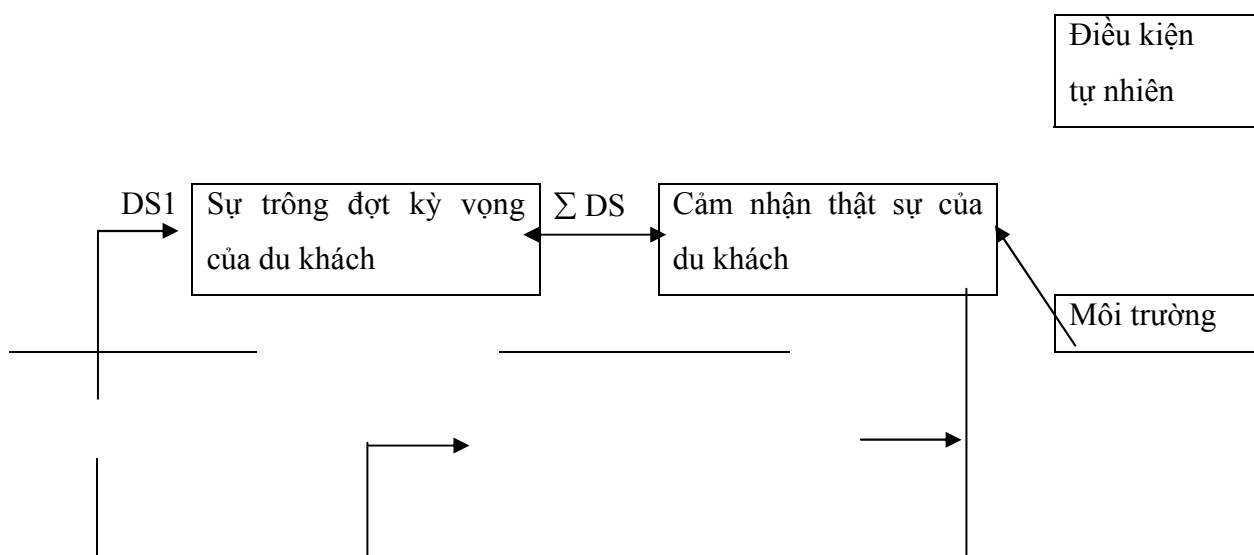 Điều kiện
tự nhiên
DS1
Sự trông đợt kỳ vọng
của du khách
∑ DS
Cảm nhận thật sự của
du khách
Môi trường